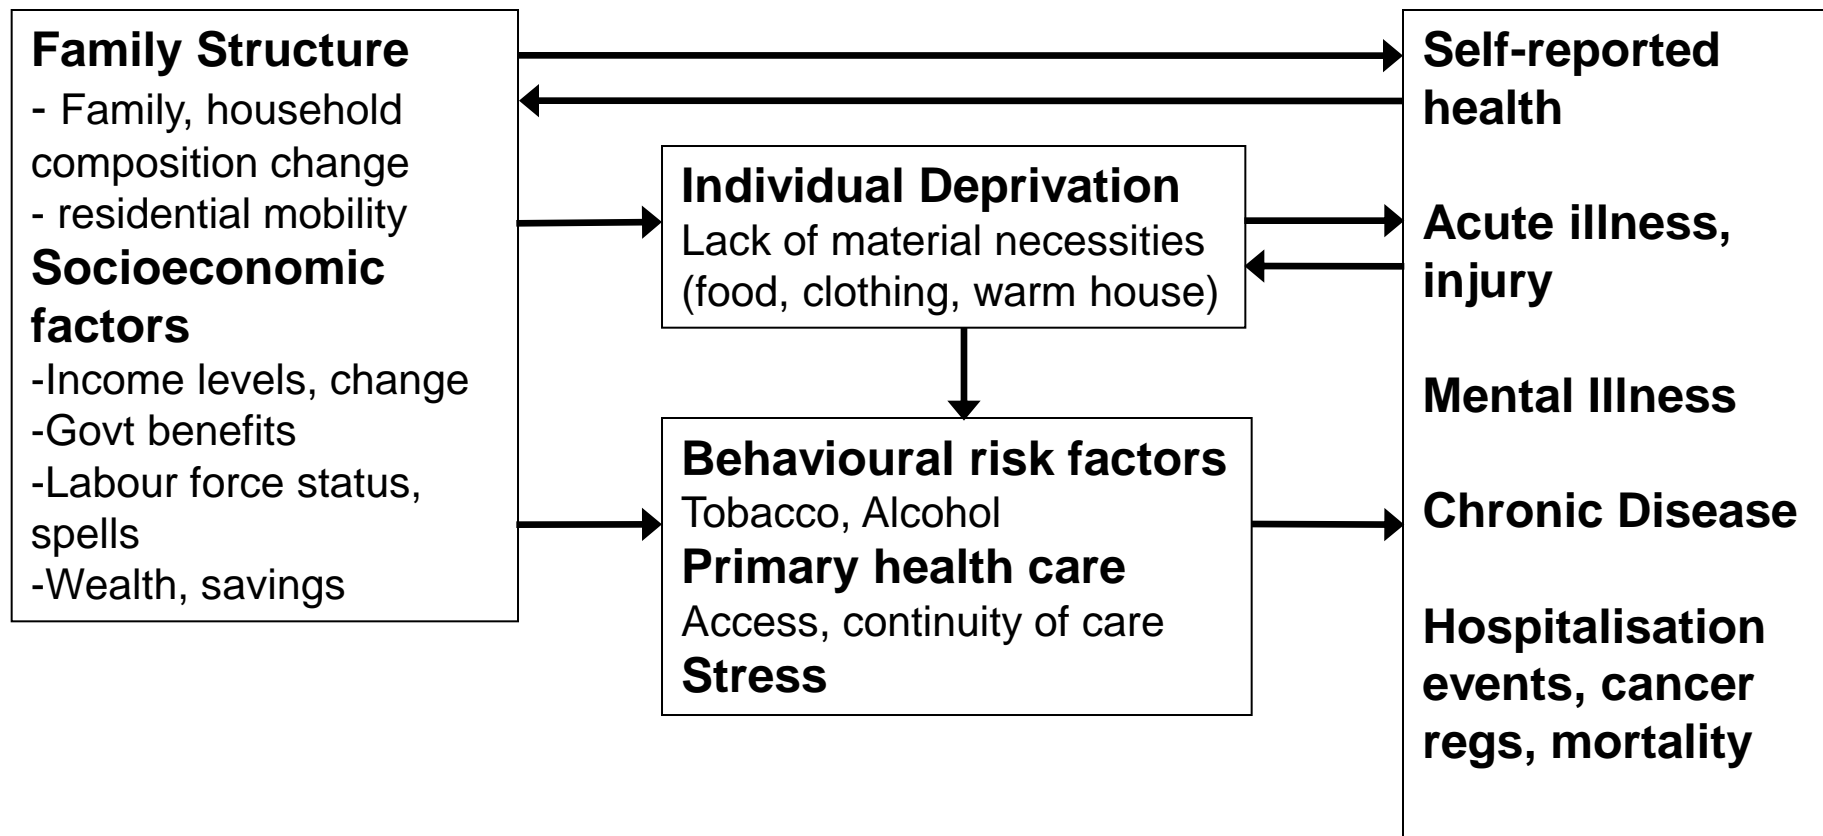 Family Structure
- Family, household
composition change
- residential mobility
Socioeconomic
factors
-Income levels, change
-Govt benefits
-Labour force status,
spells
-Wealth, savings
Individual Deprivation
Lack of material necessities
(food, clothing, warm house)
Behavioural risk factors
Tobacco, Alcohol
Primary health care
Access, continuity of care
Stress
Self-reported
health
Acute illness,
injury
Mental Illness
Chronic Disease
Hospitalisation
events, cancer
regs, mortality